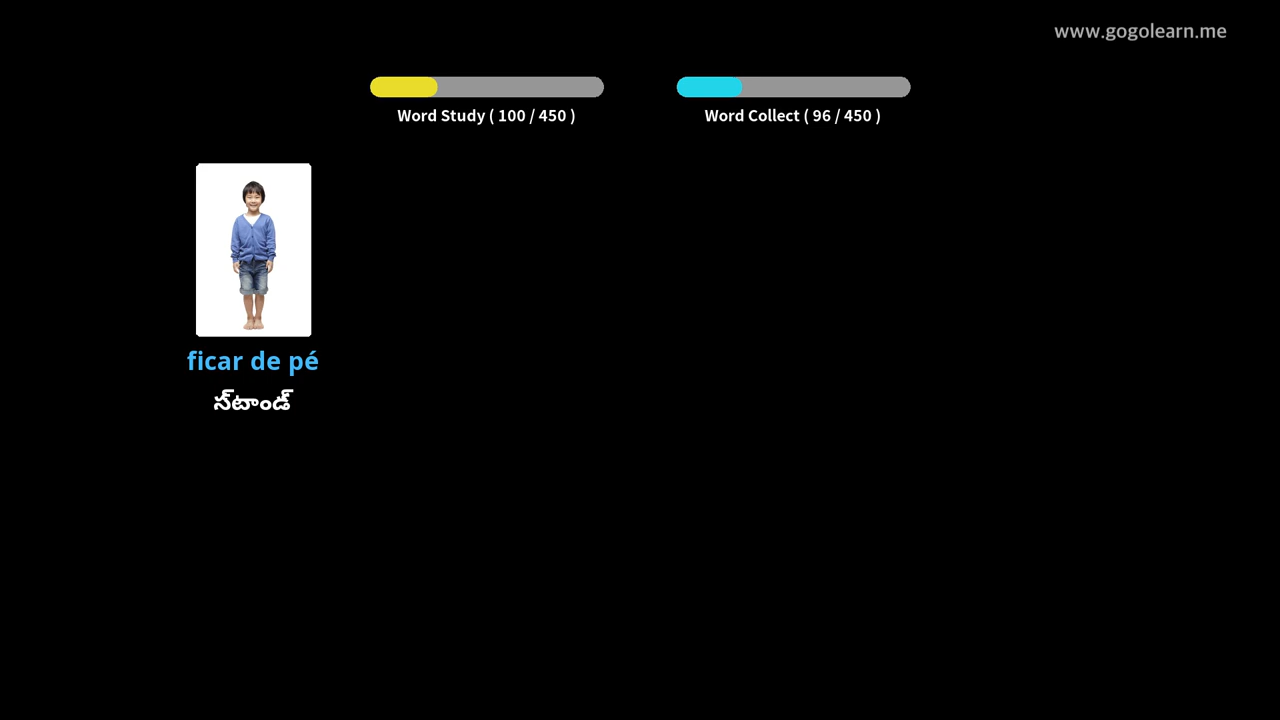 www.gogolearn.me
Word Study ( 100 / 450 )
Word Collect ( 96 / 450 )
ficar de pé
స్‌టాండ్